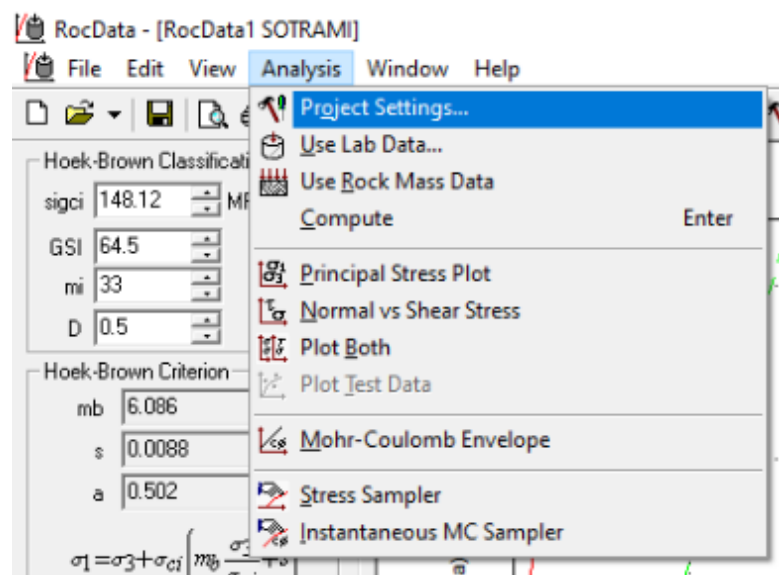 RocData - [RocData1 SOTRAMI]
File Edit View Analysis Window Help
Project Settings...
Use Lab Data...
Use Rock Mass Data
Compute Enter
Principal Stress Plot
Normal vs Shear Stress
Plot Both
Plot Test Data
Mohr-Coulomb Envelope
Stress Sampler
Instantaneous MC Sampler
Hoek-Brown Classificati
sigci 148.12
GSI 64.5
mi 33
D 0.5
Hoek-Brown Criterion
mb 6.086
s 0.0088
a 0.502
σ1=σ3+σci